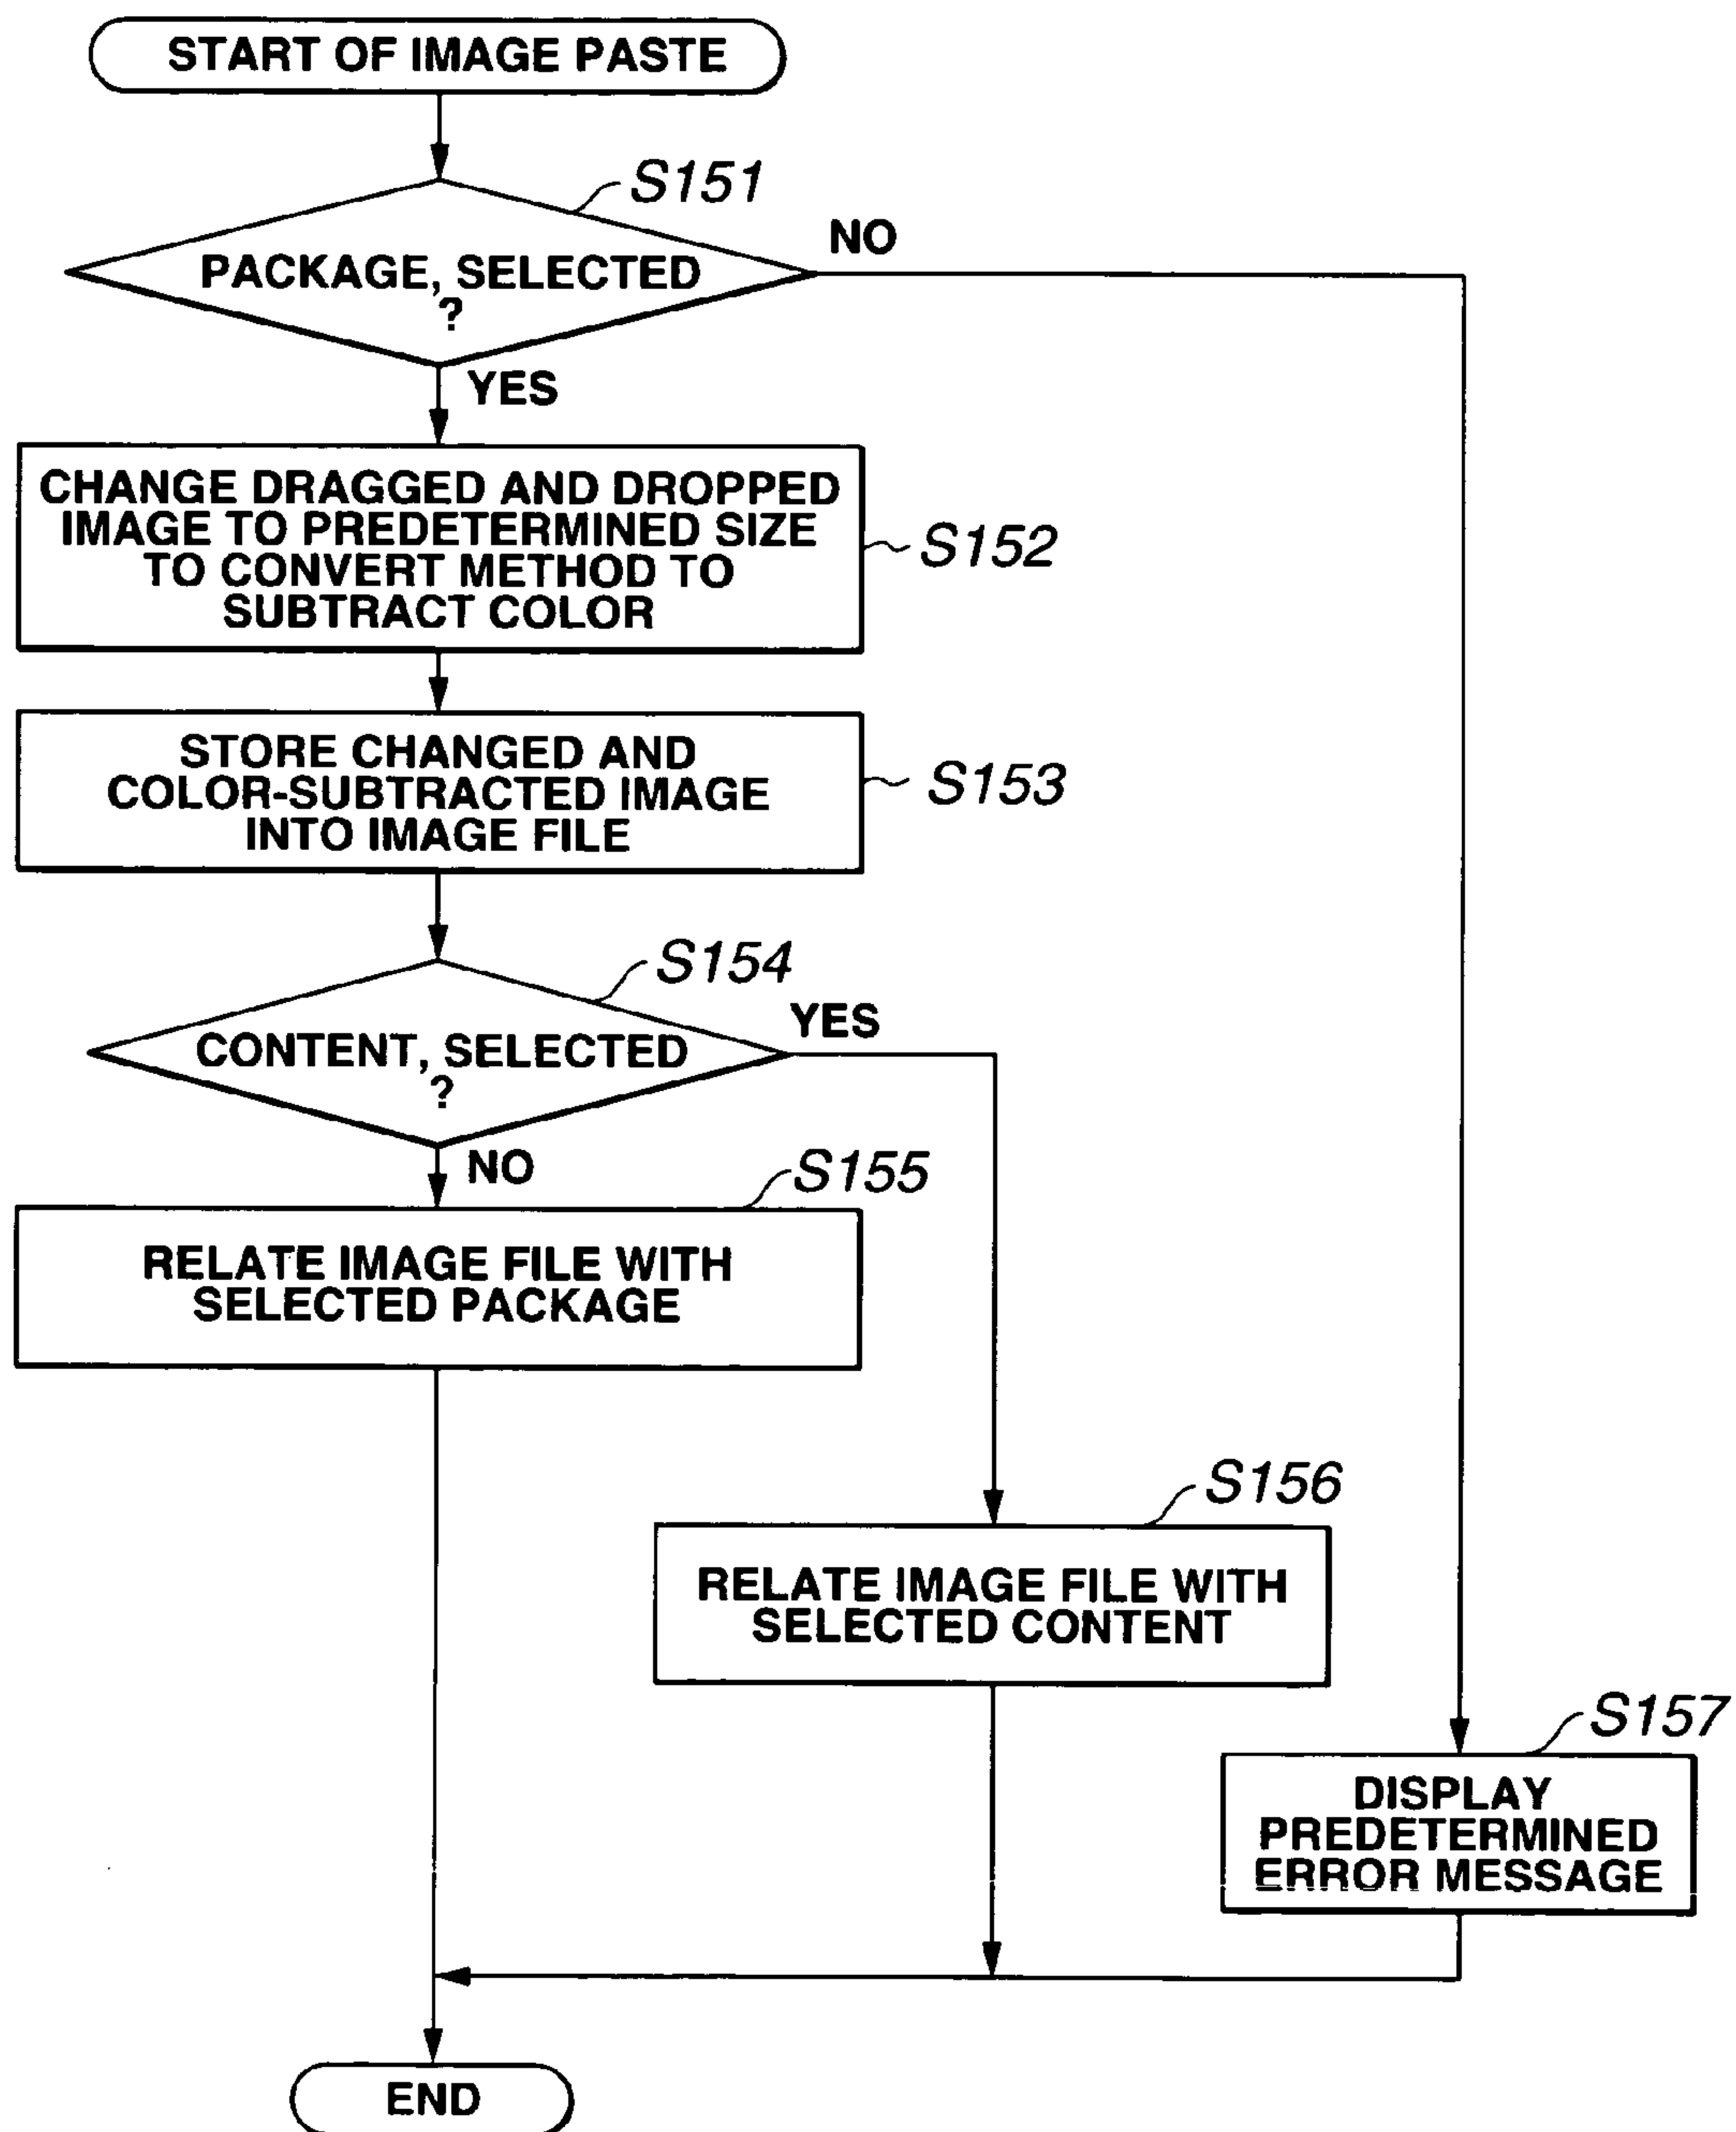 START OF IMAGE PASTE
S151
NO
PACKAGE, SELECTED
?
YES
CHANGE DRAGGED AND DROPPED
IMAGE TO PREDETERMINED SIZE
TO CONVERT METHOD TO
SUBTRACT COLOR
S152
STORE CHANGED AND
COLOR-SUBTRACTED IMAGE
INTO IMAGE FILE
S153
S154
YES
CONTENT, SELECTED
?
NO
S155
RELATE IMAGE FILE WITH
SELECTED PACKAGE
S156
RELATE IMAGE FILE WITH
SELECTED CONTENT
S157
DISPLAY
PREDETERMINED
ERROR MESSAGE
END